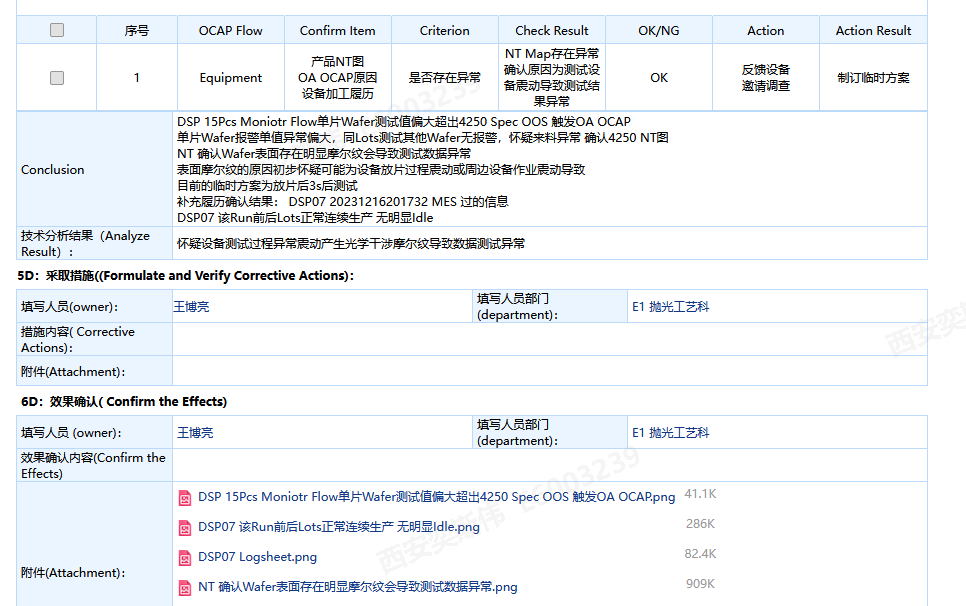 序号 OCAP Flow Confirm Item Criterion Check Result OK/NG Action Action Result
1 Equipment 产品NT图 OA OCAP原因 设备加工履历 是否存在异常 NT Map存在异常 确认原因为测试设备震动导致测试结果异常 OK 反馈设备 邀请调查 制订临时方案
Conclusion
DSP 15Pcs Moniotr Flow单片Wafer测试值偏大超出4250 Spec OOS 触发OA OCAP
单片Wafer报警单值异常偏大，同Lots测试其他Wafer无报警，怀疑来料异常 确认4250 NT图
NT 确认Wafer表面存在明显摩尔纹会导致测试数据异常
表面摩尔纹的原因初步怀疑可能为设备放片过程震动或周边设备作业震动导致
目前的临时方案为放片后3s后测试
补充履历确认结果： DSP07 20231216201732 MES 过的信息
DSP07 该Run前后Lots正常连续生产 无明显Idle
技术分析结果（Analyze Result）:
怀疑设备测试过程异常震动产生光学干涉摩尔纹导致数据测试异常
5D：采取措施((Formulate and Verify Corrective Actions)：
填写人员(owner)： 王博亮 填写人员部门 (department)： E1 抛光工艺科
措施内容( Corrective Actions)：
附件(Attachment)：
6D：效果确认( Confirm the Effects)
填写人员 (owner)： 王博亮 填写人员部门 (department)： E1 抛光工艺科
效果确认内容(Confirm the Effects)
附件(Attachment)：
DSP 15Pcs Moniotr Flow单片Wafer测试值偏大超出4250 Spec OOS 触发OA OCAP.png 41.1K
DSP07 该Run前后Lots正常连续生产 无明显Idle.png 286K
DSP07 Logsheet.png 82.4K
NT 确认Wafer表面存在明显摩尔纹会导致测试数据异常.png 909K